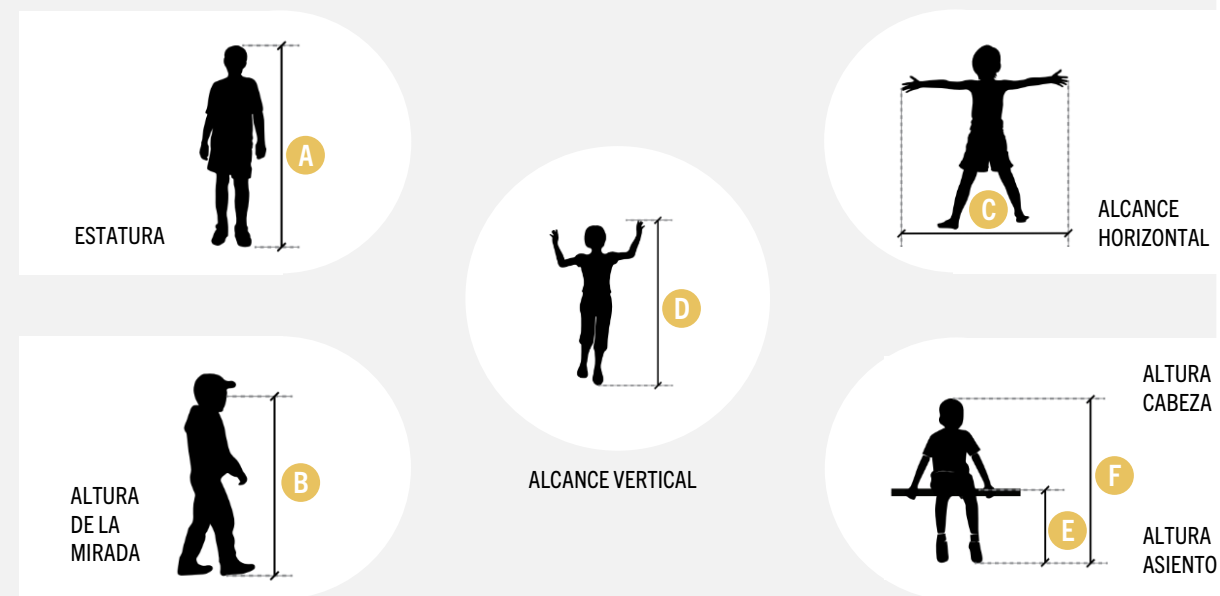 A
ESTATURA
C
ALCANCE
HORIZONTAL
D
ALCANCE VERTICAL
B
ALTURA
DE LA
MIRADA
ALTURA
CABEZA
F
E
ALTURA
ASIENTO